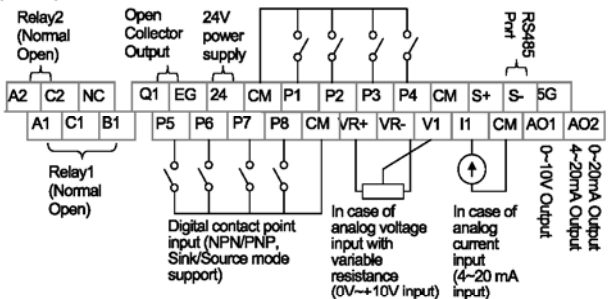 Relay2
(Normal
Open)
Open
Collector
Output
24V
power
supply
RS485
Port
A2 C2 NC Q1 EG 24 CM P1 P2 P3 P4 CM S+ S- 5G
A1 C1 B1 P5 P6 P7 P8 CM VR+ VR- V1 I1 CM AO1 AO2
Relay1
(Normal
Open)
Digital contact point
input (NPN/PNP,
Sink/Source mode
support)
In case of
analog voltage
input with
variable
resistance
(0V~+10V input)
In case of
analog
current
input
(4~20 mA
input)
0~10V Output
4~20mA Output
0~20mA Output